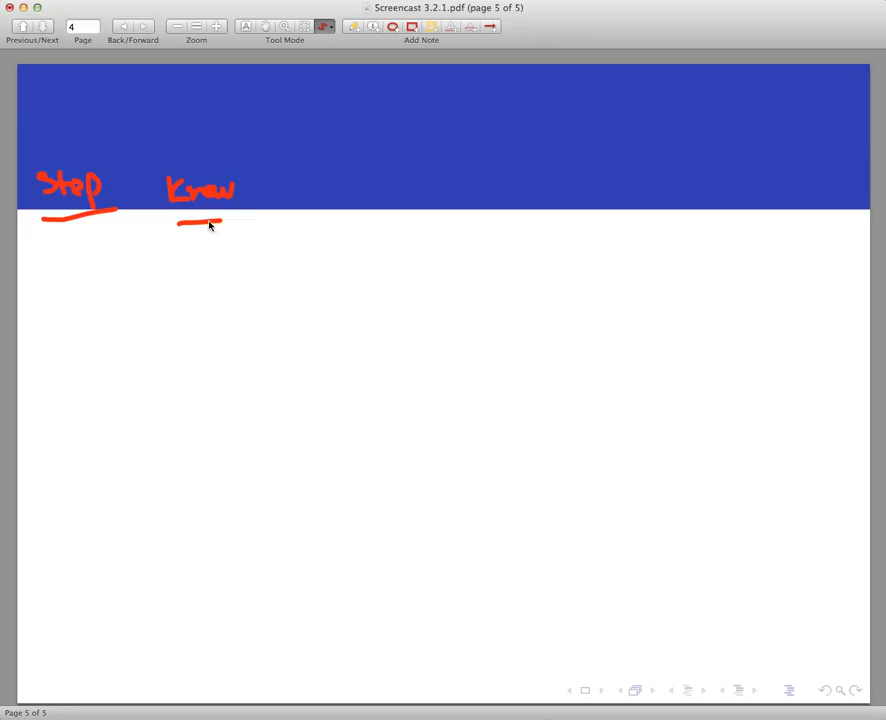 Screencast 3.2.1.pdf (page 5 of 5)
4
Previous/Next Page Back/Forward Zoom Tool Mode Add Note
Step Know
Page 5 of 5